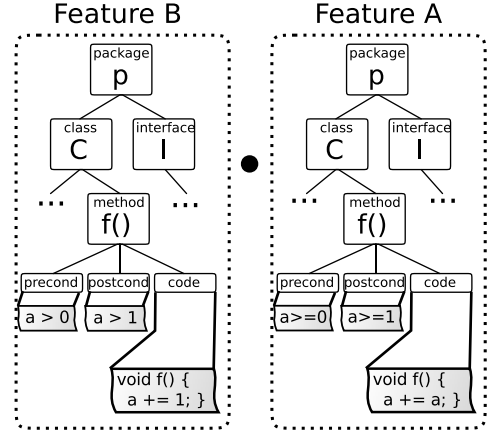 Feature B
package
p
class
C
interface
I
...
...
method
f()
precond
postcond
code
a > 0
a > 1
void f() {
a += 1; }
Feature A
package
p
class
C
interface
I
...
...
method
f()
precond
postcond
code
a>=0
a>=1
void f() {
a += a; }